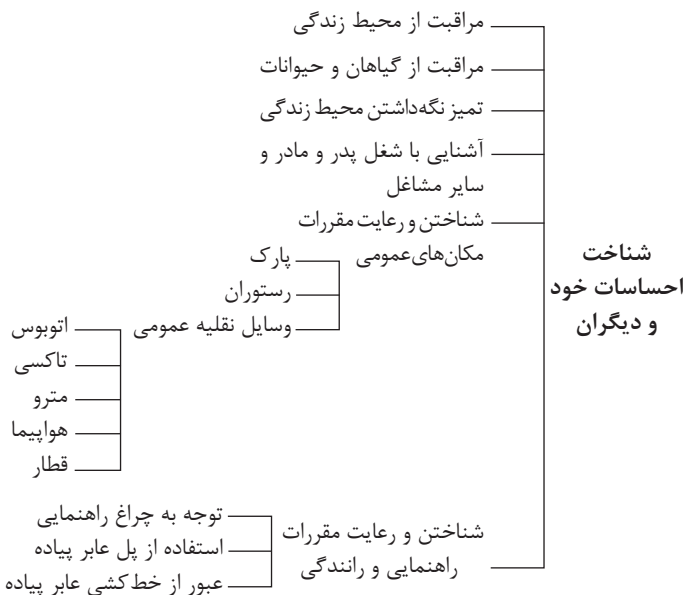 شناخت
احساسات خود
و دیگران
مراقبت از محیط زندگی
مراقبت از گیاهان و حیوانات
تمیز نگه‌داشتن محیط زندگی
آشنایی با شغل پدر و مادر و
سایر مشاغل
شناختن و رعایت مقررات
مکان‌های‌عمومی
پارک
رستوران
وسایل نقلیه عمومی
اتوبوس
تاکسی
مترو
هواپیما
قطار
شناختن و رعایت مقررات
راهنمایی و رانندگی
توجه به چراغ راهنمایی
استفاده از پل عابر پیاده
عبور از خط‌کشی عابر پیاده